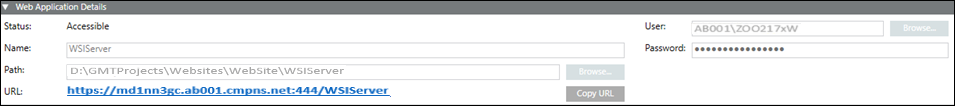 Web Application Details
Status: Accessible User: AB001\ZOO217xW Browse...
Name: WSIServer Password: ••••••••••••••••
Path: D:\GMTProjects\Websites\WebSite\WSIServer Browse...
URL: https://md1nn3gc.ab001.cmpns.net:444/WSIServer Copy URL